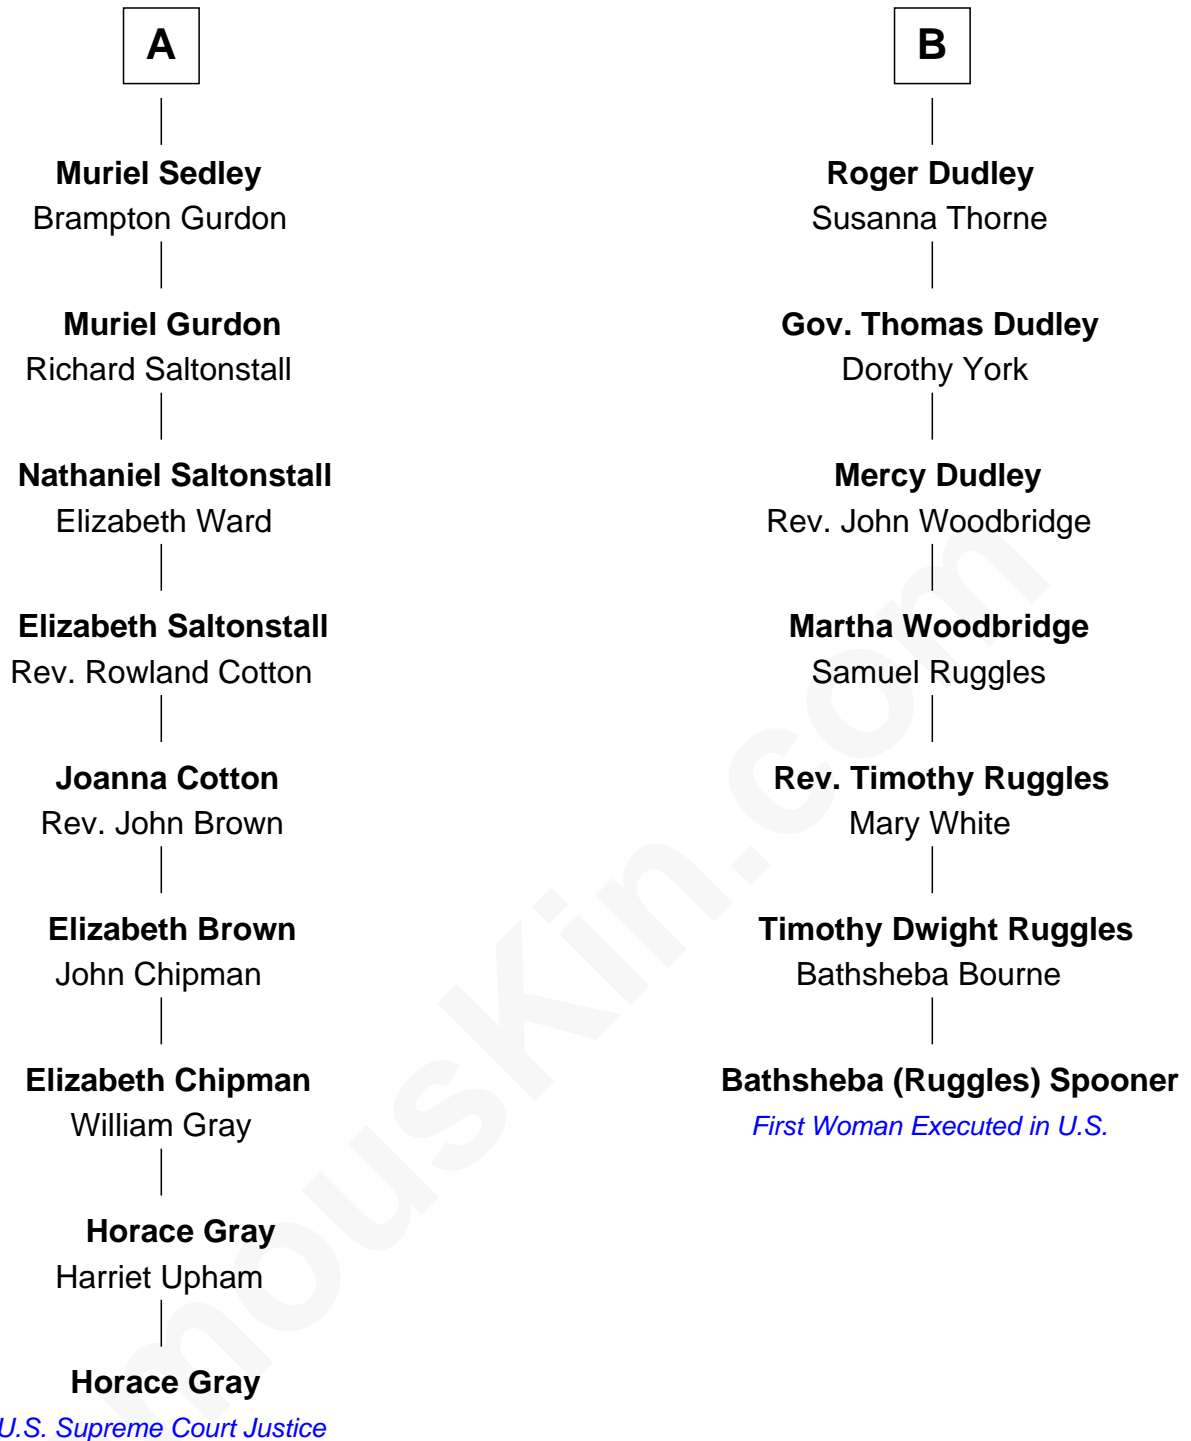 A
Muriel Sedley
Brampton Gurdon
Muriel Gurdon
Richard Saltonstall
Nathaniel Saltonstall
Elizabeth Ward
Elizabeth Saltonstall
Rev. Rowland Cotton
Joanna Cotton
Rev. John Brown
Elizabeth Brown
John Chipman
Elizabeth Chipman
William Gray
Horace Gray
Harriet Upham
Horace Gray
U.S. Supreme Court Justice
B
Roger Dudley
Susanna Thorne
Gov. Thomas Dudley
Dorothy York
Mercy Dudley
Rev. John Woodbridge
Martha Woodbridge
Samuel Ruggles
Rev. Timothy Ruggles
Mary White
Timothy Dwight Ruggles
Bathsheba Bourne
Bathsheba (Ruggles) Spooner
First Woman Executed in U.S.
mouskin.com